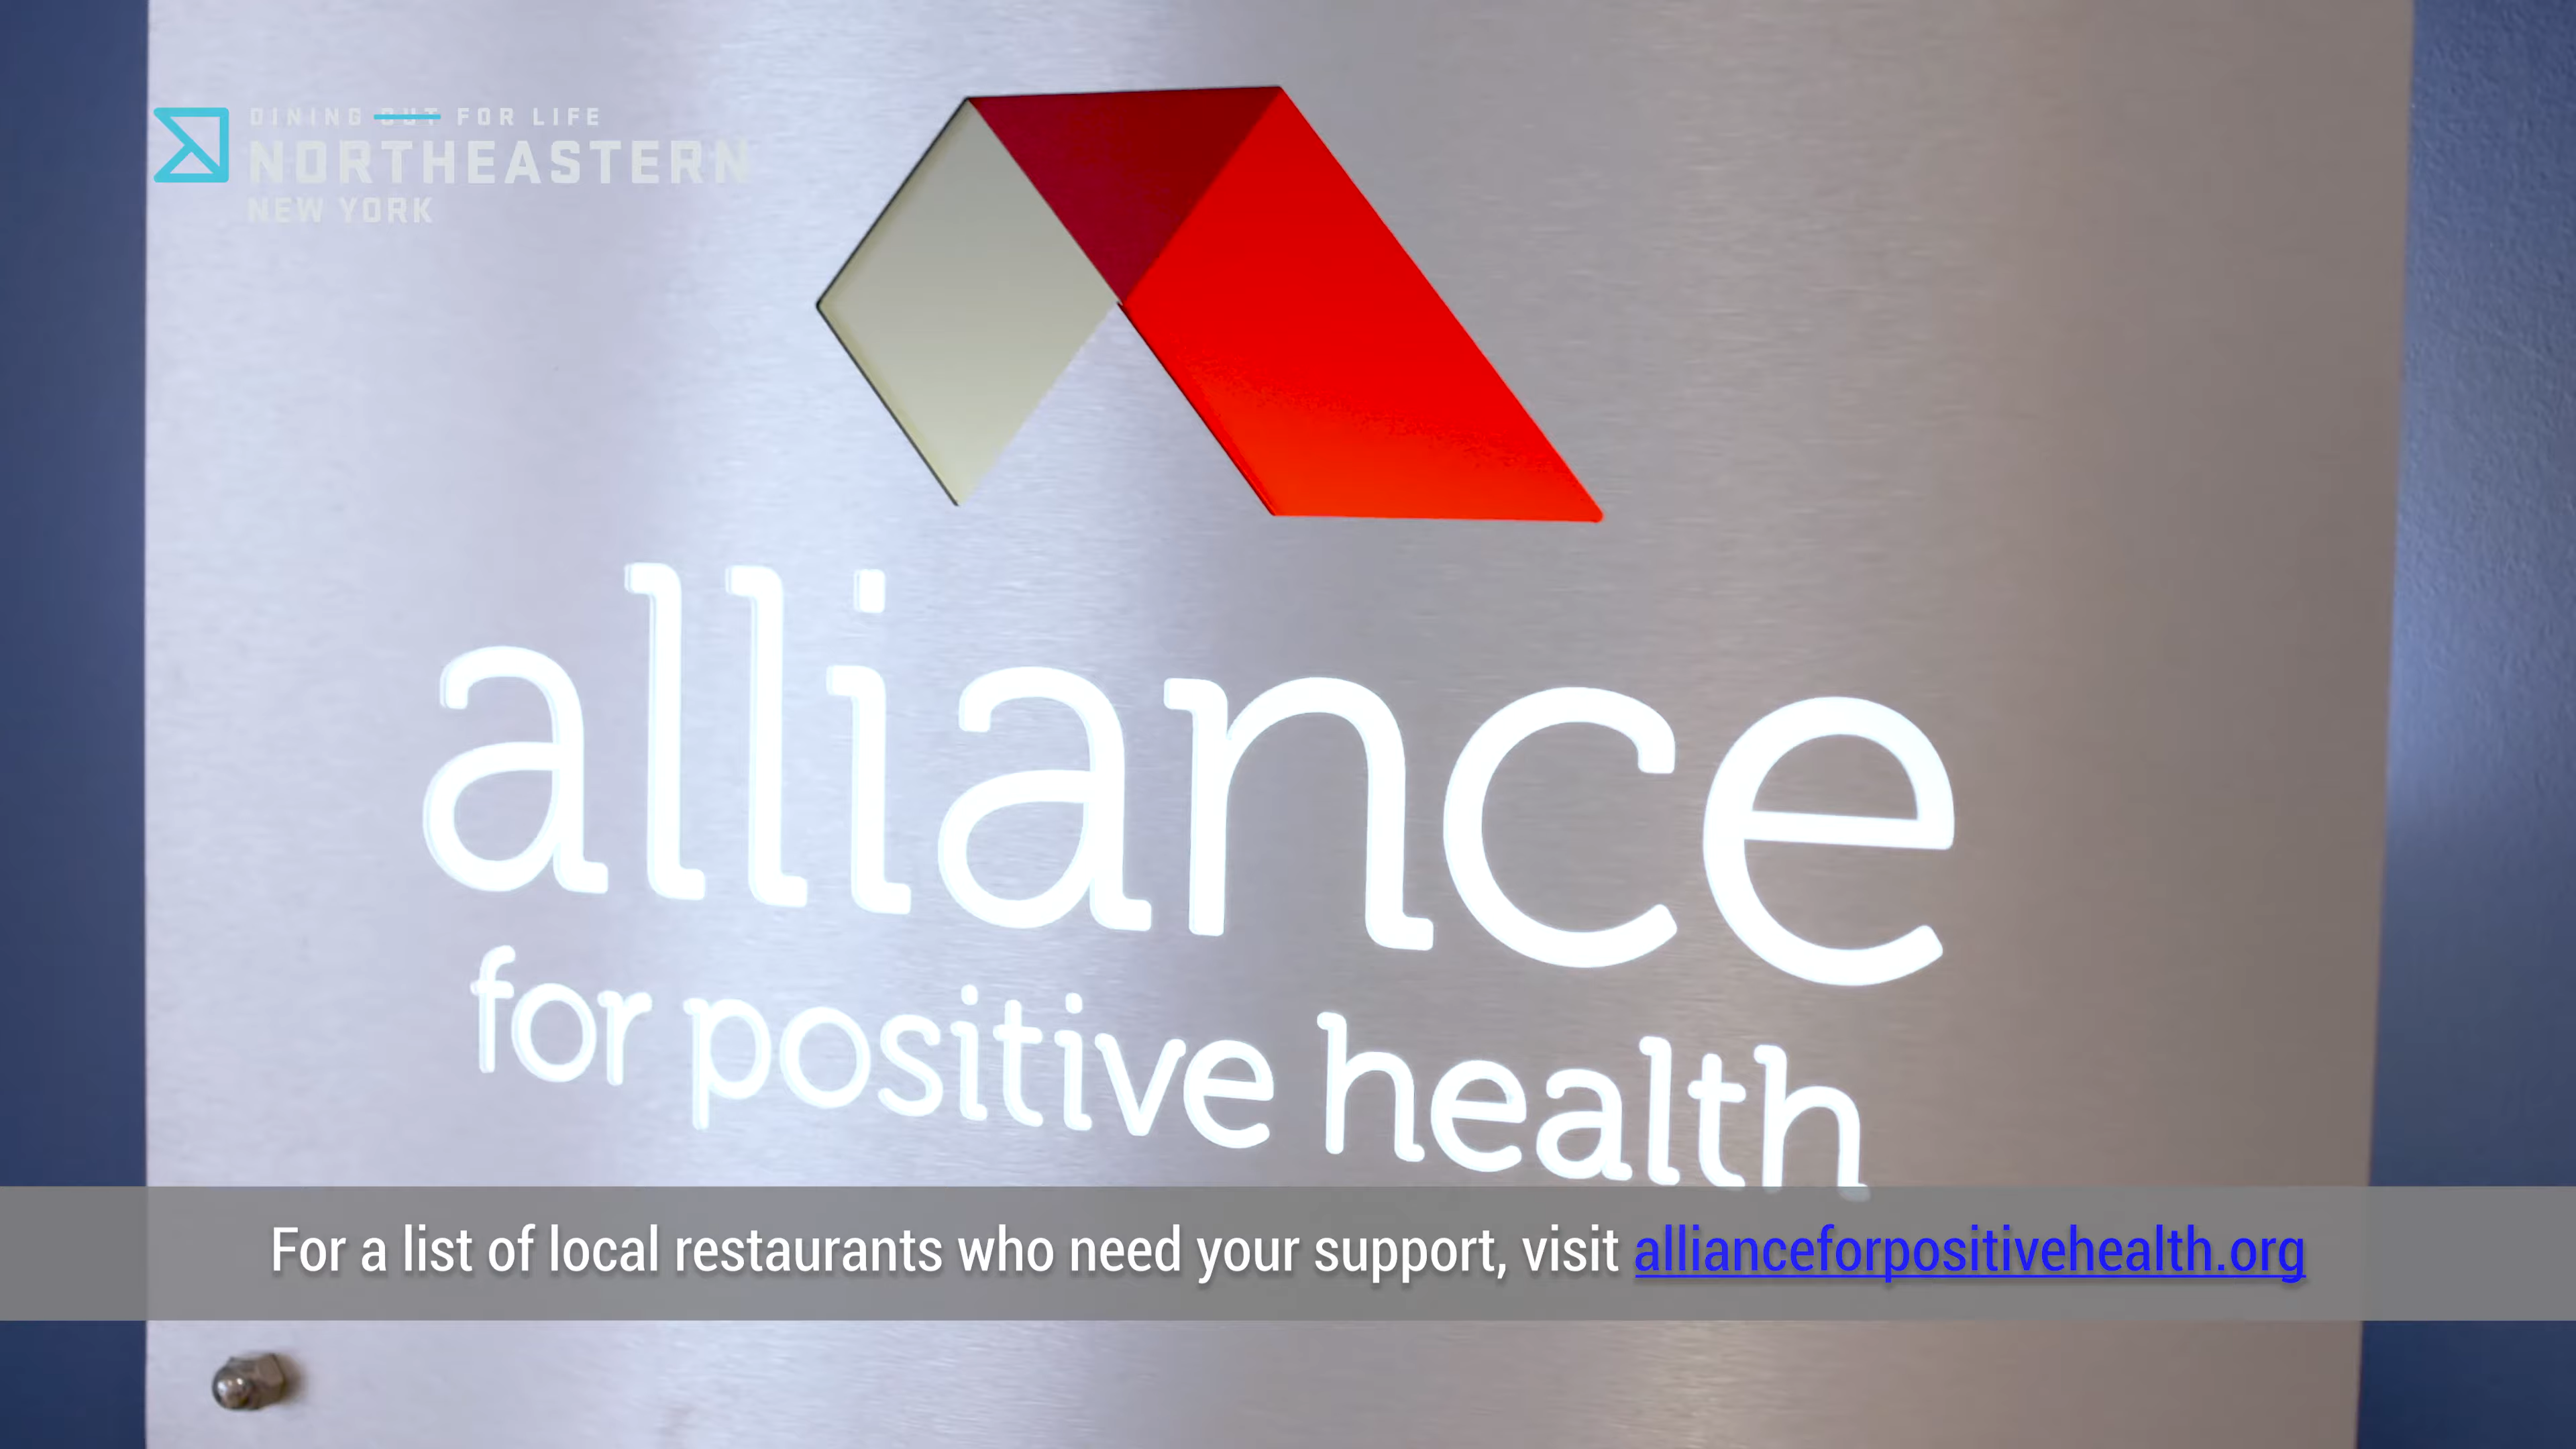 DINING OUT FOR LIFE
NORTHEASTERN
NEW YORK
alliance
for positive health
For a list of local restaurants who need your support, visit allianceforpositivehealth.org